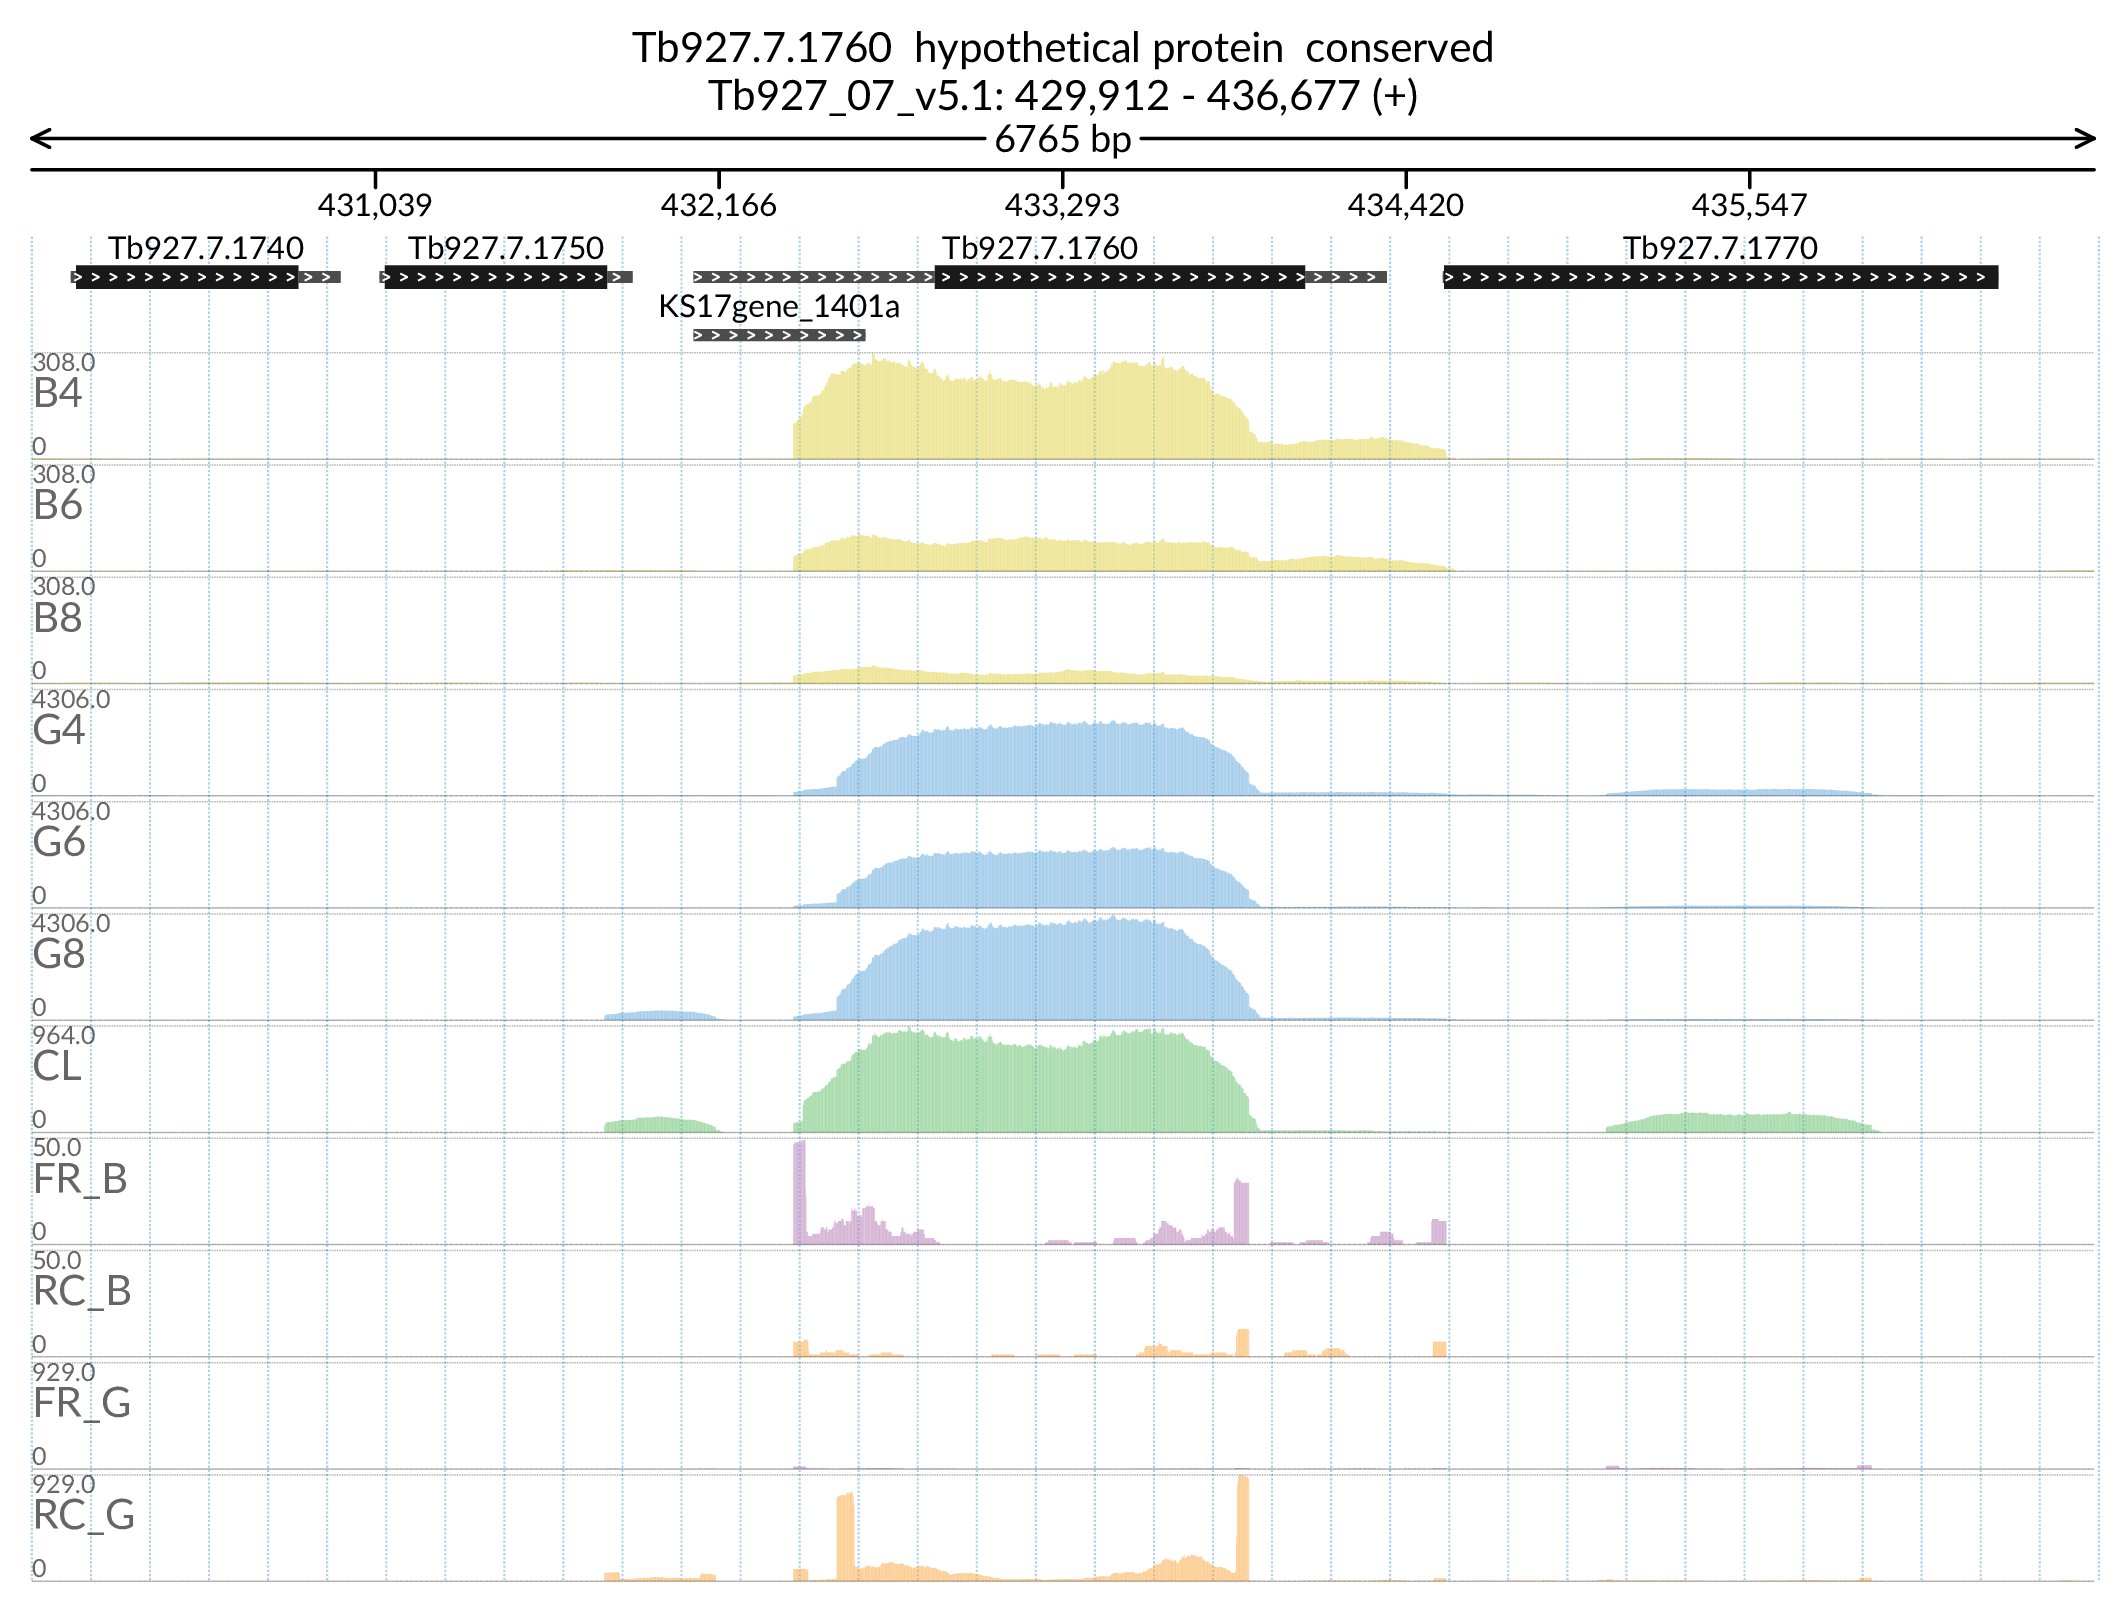 Tb927.7.1760  hypothetical protein  conserved
Tb927_07_v5.1: 429,912 - 436,677 (+)
6765 bp
431,039 432,166 433,293 434,420 435,547
Tb927.7.1740 Tb927.7.1750 Tb927.7.1760 Tb927.7.1770
KS17gene_1401a
308.0
B4
0
308.0
B6
0
308.0
B8
0
4306.0
G4
0
4306.0
G6
0
4306.0
G8
0
964.0
CL
0
50.0
FR_B
0
50.0
RC_B
0
929.0
FR_G
0
929.0
RC_G
0